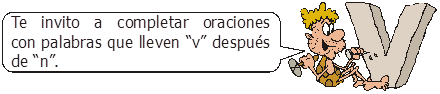 Te invito a completar oraciones
con palabras que lleven “v” después
de “n”.
V